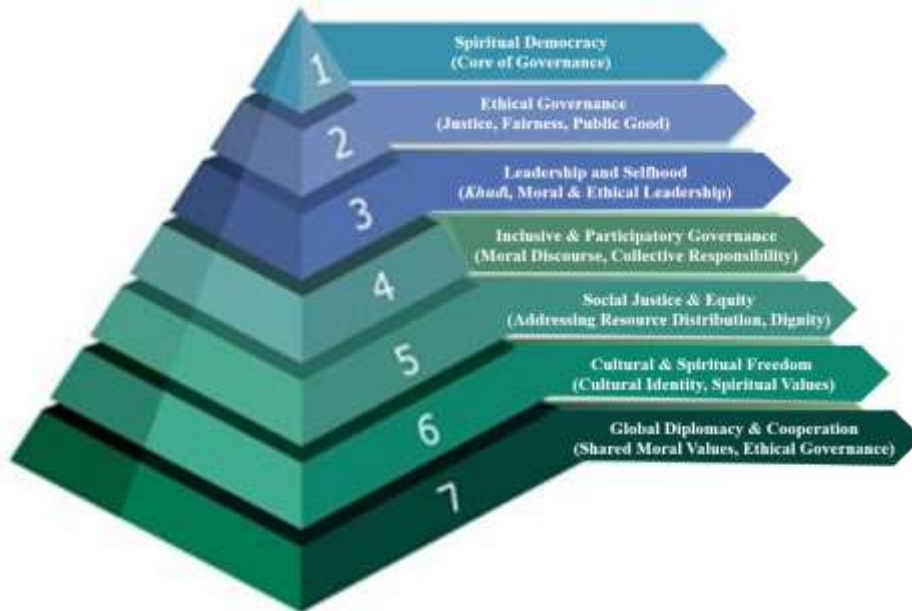 1
Spiritual Democracy
(Core of Governance)
2
Ethical Governance
(Justice, Fairness, Public Good)
3
Leadership and Selfhood
(Khudi, Moral & Ethical Leadership)
4
Inclusive & Participatory Governance
(Moral Discourse, Collective Responsibility)
5
Social Justice & Equity
(Addressing Resource Distribution, Dignity)
6
Cultural & Spiritual Freedom
(Cultural Identity, Spiritual Values)
7
Global Diplomacy & Cooperation
(Shared Moral Values, Ethical Governance)